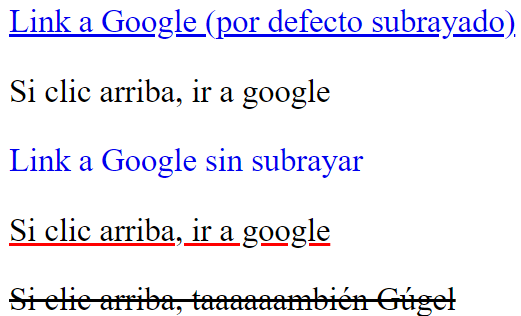 Link a Google (por defecto subrayado)
Si clic arriba, ir a google
Link a Google sin subrayar
Si clic arriba, ir a google
Si clic arriba, taaaaaambién Gúgel